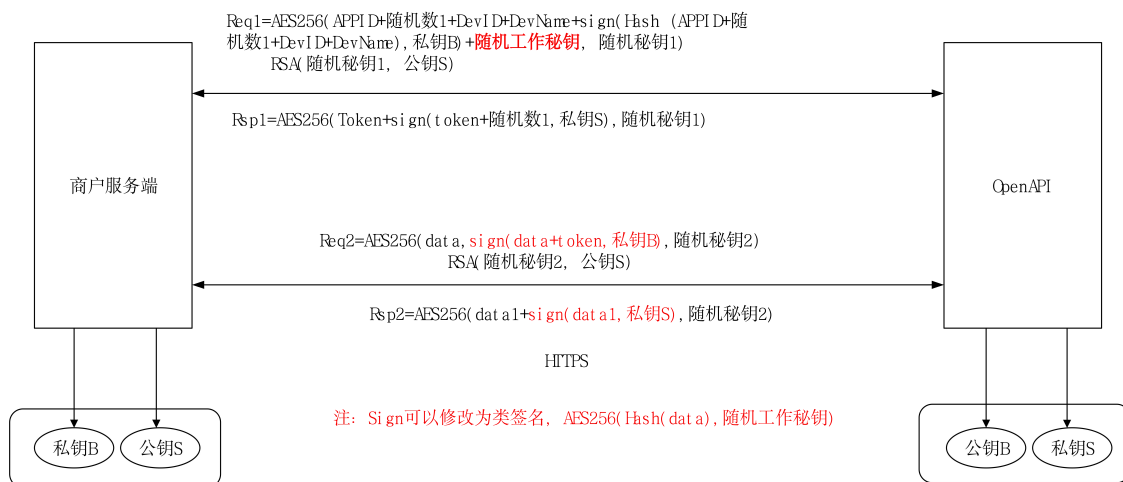 Req1=AES256(APPID+随机数1+DevID+DevName+sign(Hash (APPID+随
机数1+DevID+DevName),私钥B)+随机工作秘钥, 随机秘钥1)
RSA(随机秘钥1, 公钥S)
Rsp1=AES256(Token+sign(token+随机数1,私钥S),随机秘钥1)
商户服务端
OpenAPI
Req2=AES256(data,sign(data+token,私钥B),随机秘钥2)
RSA(随机秘钥2, 公钥S)
Rsp2=AES256(data1+sign(data1,私钥S),随机秘钥2)
HTTPS
注: Sign可以修改为类签名, AES256(Hash(data),随机工作秘钥)
私钥B
公钥S
公钥B
私钥S